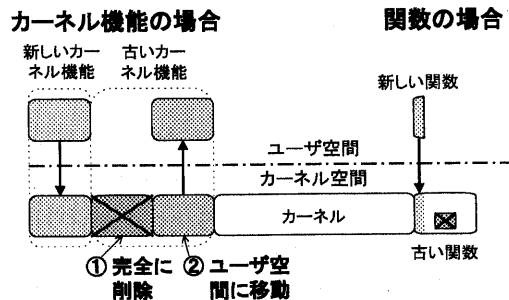 カーネル機能の場合
関数の場合
新しいカー
ネル機能
古いカー
ネル機能
新しい関数
ユーザ空間
カーネル空間
カーネル
古い関数
① 完全に
削除
② ユーザ空
間に移動